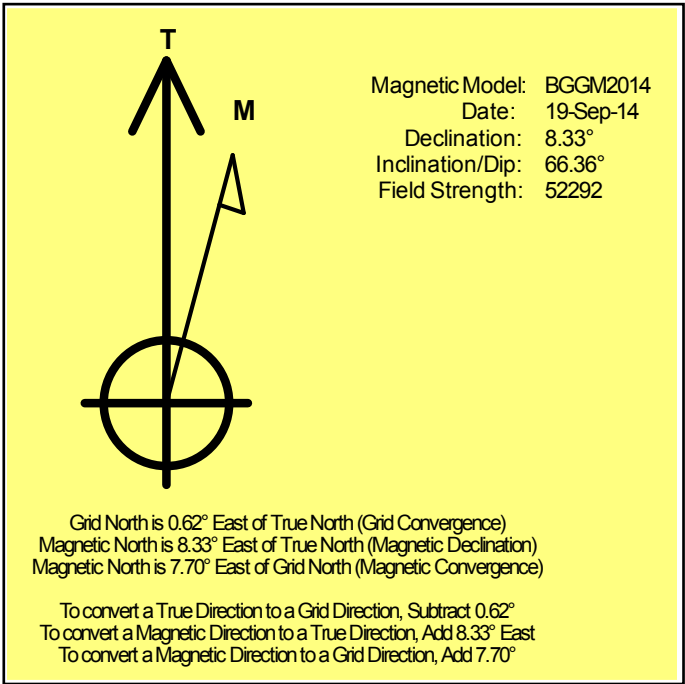 T
M
Magnetic Model: BGGM2014
Date: 19-Sep-14
Declination: 8.33°
Inclination/Dip: 66.36°
Field Strength: 52292
Grid North is 0.62° East of True North (Grid Convergence)
Magnetic North is 8.33° East of True North (Magnetic Declination)
Magnetic North is 7.70° East of Grid North (Magnetic Convergence)
To convert a True Direction to a Grid Direction, Subtract 0.62°
To convert a Magnetic Direction to a True Direction, Add 8.33° East
To convert a Magnetic Direction to a Grid Direction, Add 7.70°